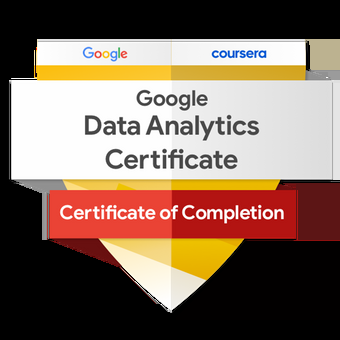 Google coursera
Google
Data Analytics
Certificate
Certificate of Completion